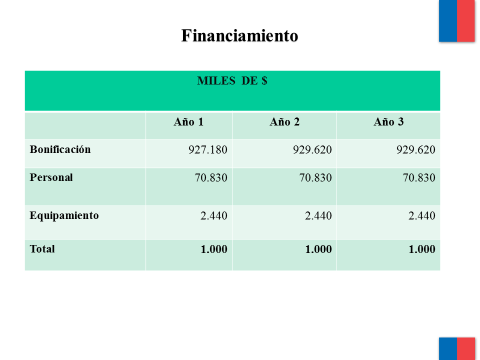 Financiamiento
MILES DE $
Año 1 Año 2 Año 3
Bonificación 927.180 929.620 929.620
Personal 70.830 70.830 70.830
Equipamiento 2.440 2.440 2.440
Total 1.000 1.000 1.000